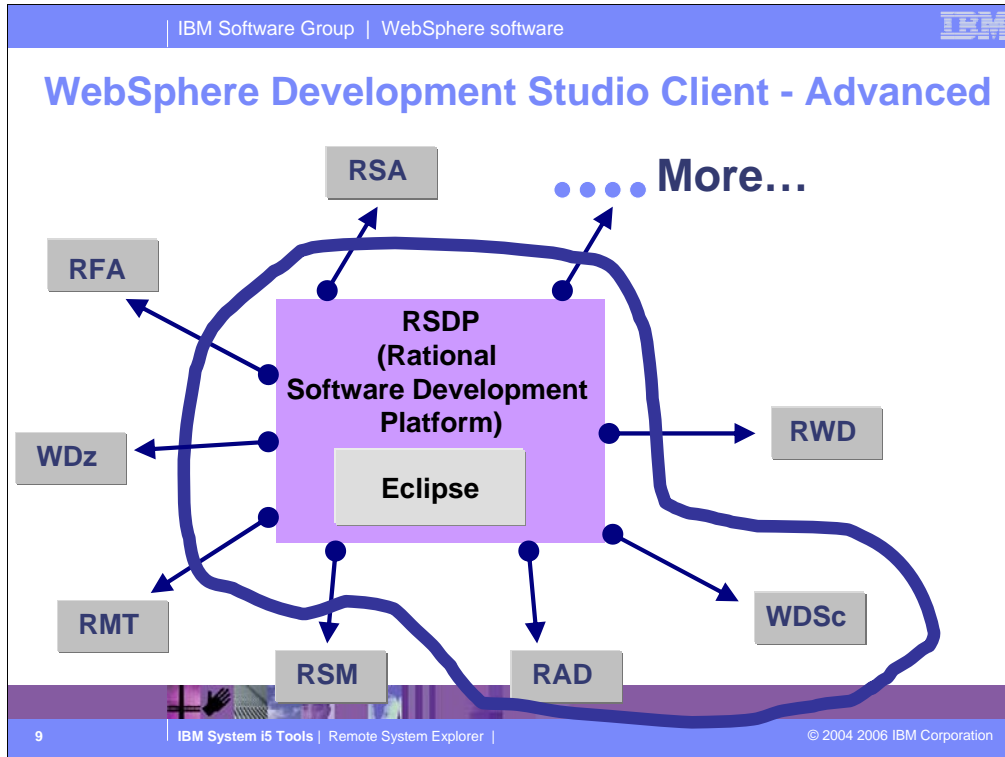 IBM Software Group | WebSphere software
IBM
WebSphere Development Studio Client - Advanced
RSA
More…
RFA
RSDP
(Rational
Software Development
Platform)
RWD
WDz
Eclipse
WDSc
RMT
RSM
RAD
9
IBM System i5 Tools | Remote System Explorer |
© 2004 2006 IBM Corporation